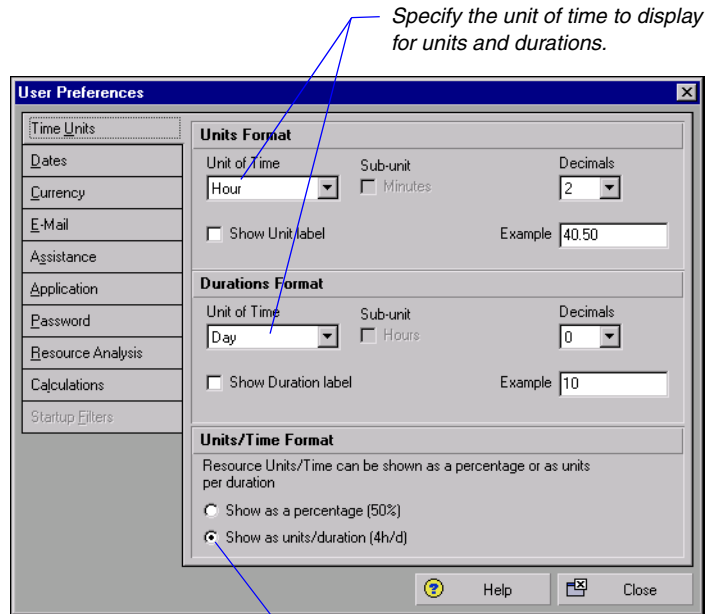 Specify the unit of time to display
for units and durations.
User Preferences
Time Units
Dates
Currency
E-Mail
Assistance
Application
Password
Resource Analysis
Calculations
Startup Filters
Units Format
Unit of Time
Sub-unit
Decimals
Hour
Minutes
2
Show Unit label
Example
40.50
Durations Format
Unit of Time
Sub-unit
Decimals
Day
Hours
0
Show Duration label
Example
10
Units/Time Format
Resource Units/Time can be shown as a percentage or as units
per duration
Show as a percentage (50%)
Show as units/duration (4h/d)
Help
Close